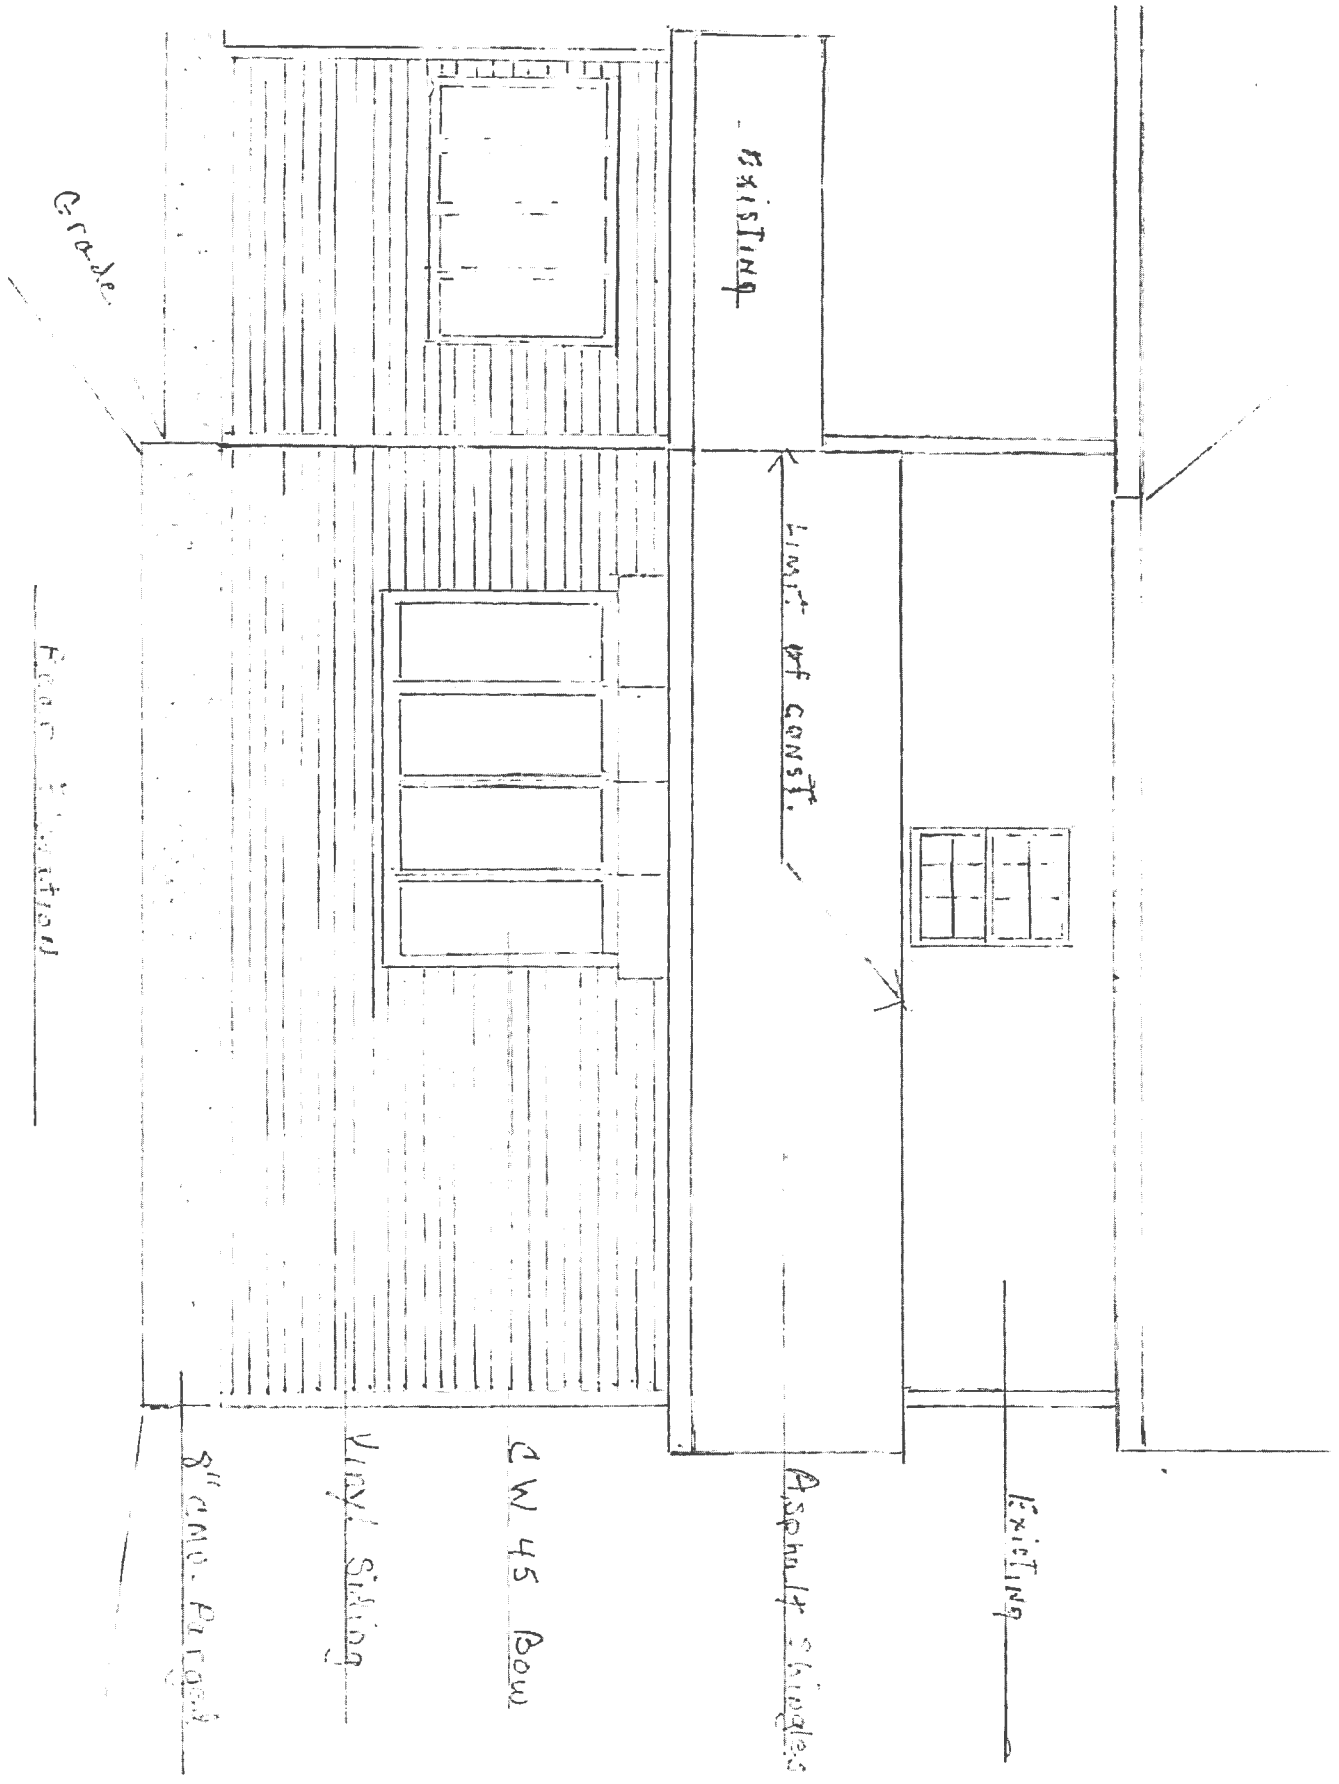 Existing
Existing
Limit of Const.
Asphalt Shingles
CW 45 Bow
Vinyl Siding
8" CMU. Parged
Grade
Rear Elevation